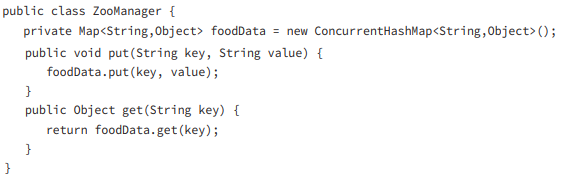 public class ZooManager {
   private Map<String,Object> foodData = new ConcurrentHashMap<String,Object>();
   public void put(String key, String value) {
      foodData.put(key, value);
   }
   public Object get(String key) {
      return foodData.get(key);
   }
}